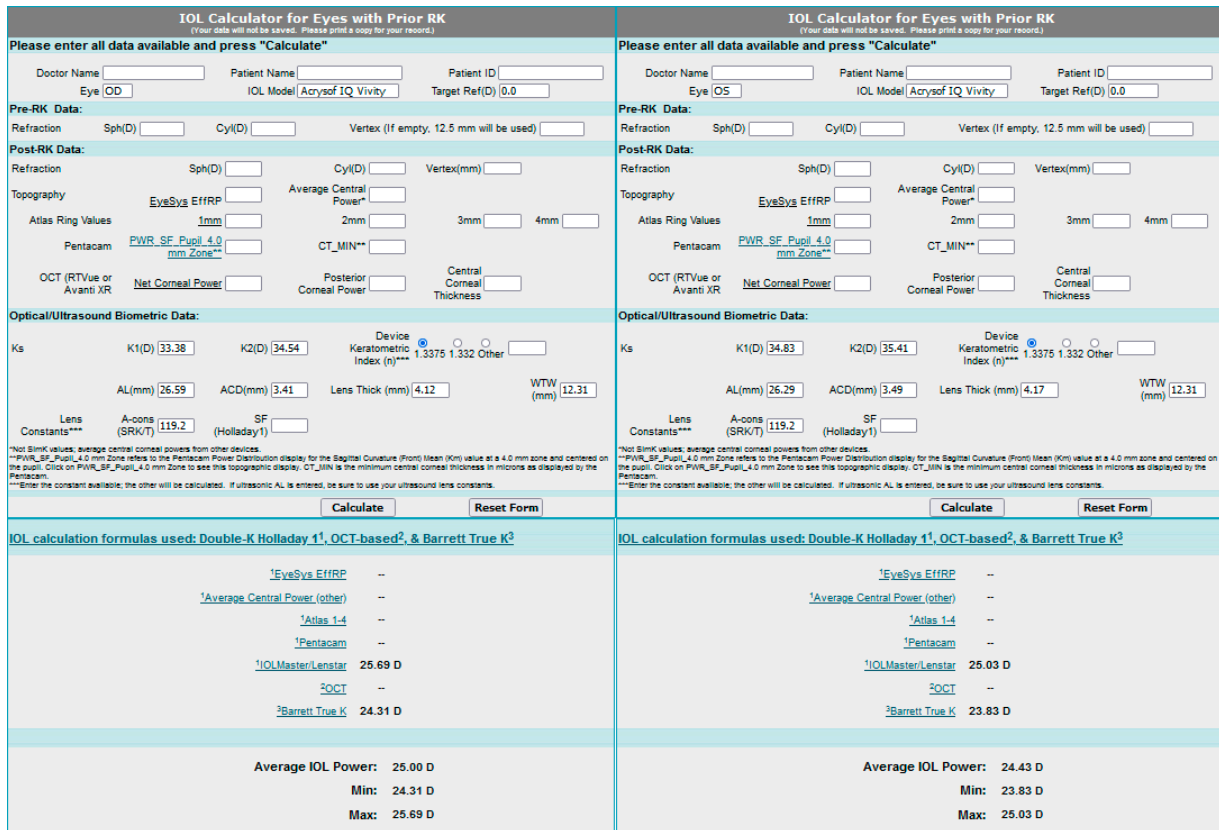 IOL Calculator for Eyes with Prior RK
(Your data will not be saved. Please print a copy for your record.)
Please enter all data available and press "Calculate"
Doctor Name Patient Name Patient ID
Eye OD IOL Model Acrysof IQ Vivity Target Ref(D) 0.0
Pre-RK Data:
Refraction Sph(D) Cyl(D) Vertex (If empty, 12.5 mm will be used)
Post-RK Data:
Refraction Sph(D) Cyl(D) Vertex(mm)
Topography EyeSys EffRP Average Central
Power*
Atlas Ring Values 1mm 2mm 3mm 4mm
Pentacam PWR_SF_Pupil_4.0
mm Zone** CT_MIN**
OCT (RTVue or
Avanti XR Net Corneal Power Posterior
Corneal Power Central
Corneal
Thickness
Optical/Ultrasound Biometric Data:
Ks K1(D) 33.38 K2(D) 34.54 Device
Keratometric
Index (n)*** 1.3375 1.332 Other
AL(mm) 26.59 ACD(mm) 3.41 Lens Thick (mm) 4.12 WTW
(mm) 12.31
Lens
Constants*** A-cons
(SRK/T) 119.2 SF
(Holladay1)
*Not SimK values; average central corneal powers from other devices.
**PWR_SF_Pupil_4.0 mm Zone refers to the Pentacam Power Distribution display for the Sagittal Curvature (Front) Mean (Km) value at a 4.0 mm zone and centered on
the pupil. Click on PWR_SF_Pupil_4.0 mm Zone to see this topographic display. CT_MIN is the minimum central corneal thickness in microns as displayed by the
Pentacam.
***Enter the constant available; the other will be calculated. If ultrasonic AL is entered, be sure to use your ultrasound lens constants.
Calculate Reset Form
IOL calculation formulas used: Double-K Holladay 1¹, OCT-based², & Barrett True K³
¹EyeSys EffRP --
¹Average Central Power (other) --
¹Atlas 1-4 --
¹Pentacam --
¹IOLMaster/Lenstar 25.69 D
²OCT --
³Barrett True K 24.31 D
Average IOL Power: 25.00 D
Min: 24.31 D
Max: 25.69 D
IOL Calculator for Eyes with Prior RK
(Your data will not be saved. Please print a copy for your record.)
Please enter all data available and press "Calculate"
Doctor Name Patient Name Patient ID
Eye OS IOL Model Acrysof IQ Vivity Target Ref(D) 0.0
Pre-RK Data:
Refraction Sph(D) Cyl(D) Vertex (If empty, 12.5 mm will be used)
Post-RK Data:
Refraction Sph(D) Cyl(D) Vertex(mm)
Topography EyeSys EffRP Average Central
Power*
Atlas Ring Values 1mm 2mm 3mm 4mm
Pentacam PWR_SF_Pupil_4.0
mm Zone** CT_MIN**
OCT (RTVue or
Avanti XR Net Corneal Power Posterior
Corneal Power Central
Corneal
Thickness
Optical/Ultrasound Biometric Data:
Ks K1(D) 34.83 K2(D) 35.41 Device
Keratometric
Index (n)*** 1.3375 1.332 Other
AL(mm) 26.29 ACD(mm) 3.49 Lens Thick (mm) 4.17 WTW
(mm) 12.31
Lens
Constants*** A-cons
(SRK/T) 119.2 SF
(Holladay1)
*Not SimK values; average central corneal powers from other devices.
**PWR_SF_Pupil_4.0 mm Zone refers to the Pentacam Power Distribution display for the Sagittal Curvature (Front) Mean (Km) value at a 4.0 mm zone and centered on
the pupil. Click on PWR_SF_Pupil_4.0 mm Zone to see this topographic display. CT_MIN is the minimum central corneal thickness in microns as displayed by the
Pentacam.
***Enter the constant available; the other will be calculated. If ultrasonic AL is entered, be sure to use your ultrasound lens constants.
Calculate Reset Form
IOL calculation formulas used: Double-K Holladay 1¹, OCT-based², & Barrett True K³
¹EyeSys EffRP --
¹Average Central Power (other) --
¹Atlas 1-4 --
¹Pentacam --
¹IOLMaster/Lenstar 25.03 D
²OCT --
³Barrett True K 23.83 D
Average IOL Power: 24.43 D
Min: 23.83 D
Max: 25.03 D